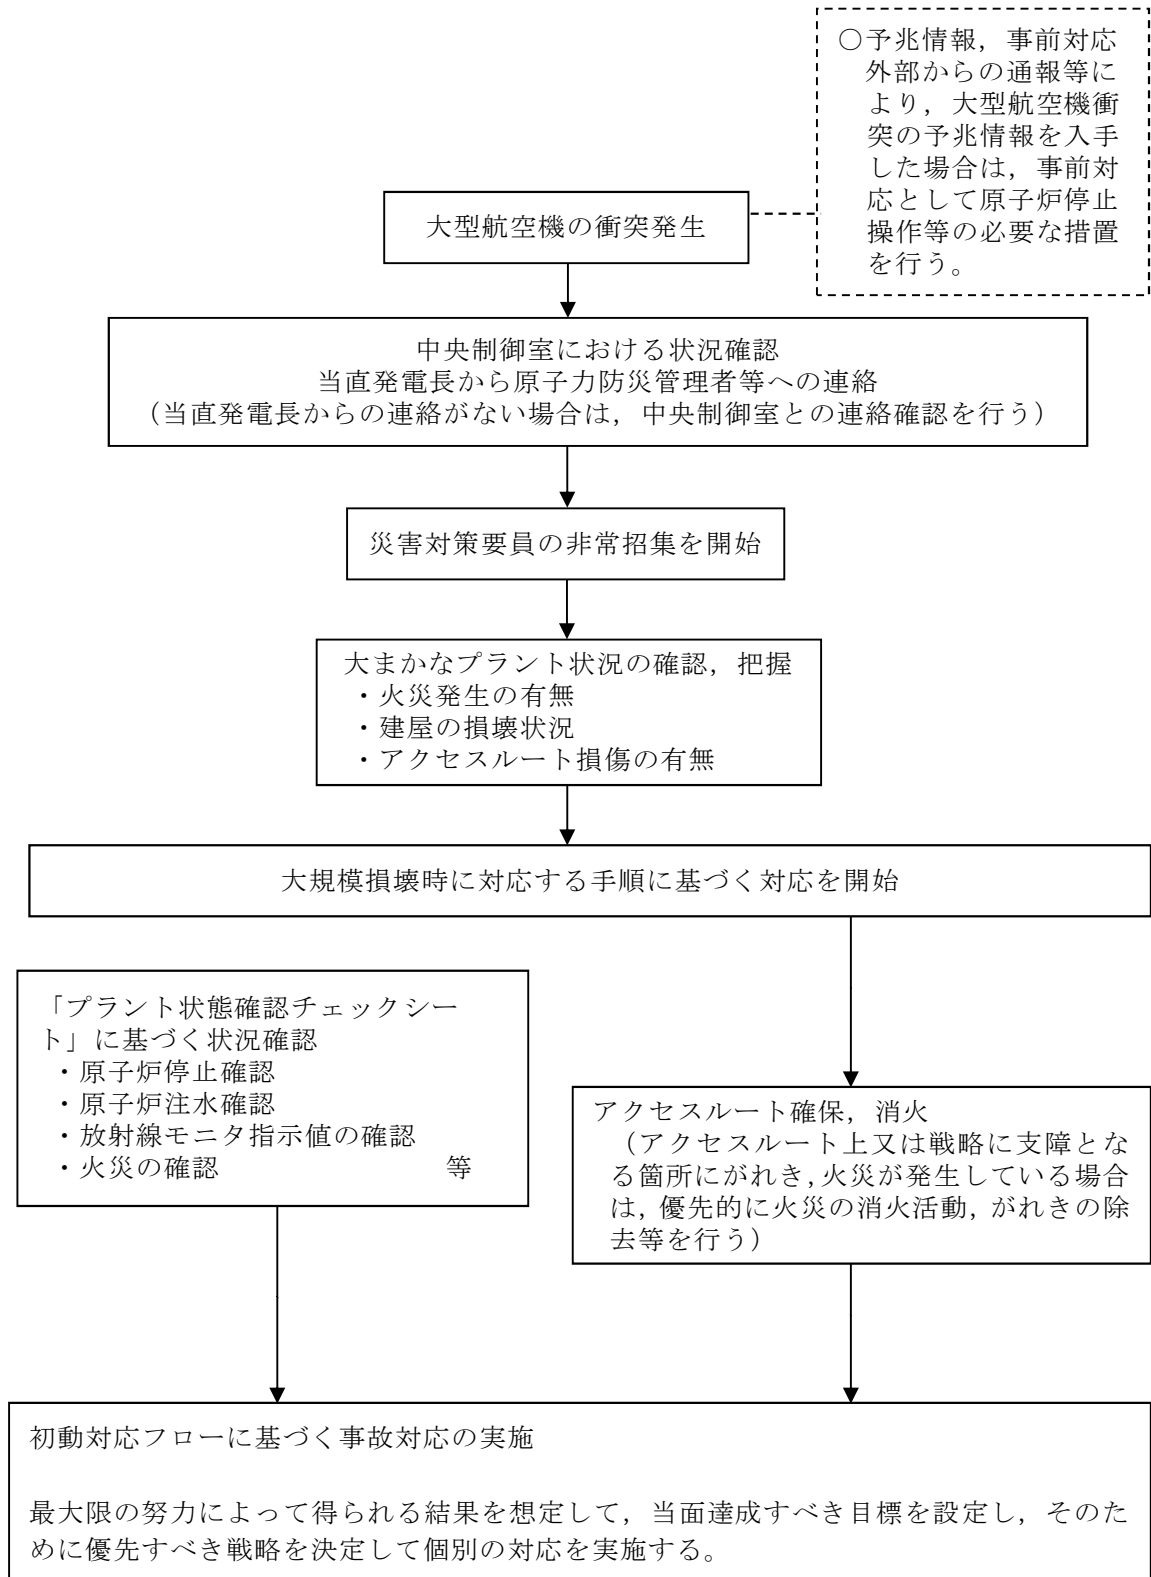 ○予兆情報，事前対応
外部からの通報等に
より，大型航空機衝
突の予兆情報を入手
した場合は，事前対
応として原子炉停止
操作等の必要な措置
を行う。
大型航空機の衝突発生
中央制御室における状況確認
当直発電長から原子力防災管理者等への連絡
（当直発電長からの連絡がない場合は，中央制御室との連絡確認を行う）
災害対策要員の非常招集を開始
大まかなプラント状況の確認，把握
・火災発生の有無
・建屋の損壊状況
・アクセスルート損傷の有無
大規模損壊時に対応する手順に基づく対応を開始
「プラント状態確認チェックシー
ト」に基づく状況確認
・原子炉停止確認
・原子炉注水確認
・放射線モニタ指示値の確認
・火災の確認　　　　　　　　等
アクセスルート確保，消火
（アクセスルート上又は戦略に支障とな
る箇所にがれき，火災が発生している場合
は，優先的に火災の消火活動，がれきの除
去等を行う）
初動対応フローに基づく事故対応の実施
最大限の努力によって得られる結果を想定して，当面達成すべき目標を設定し，そのた
めに優先すべき戦略を決定して個別の対応を実施する。